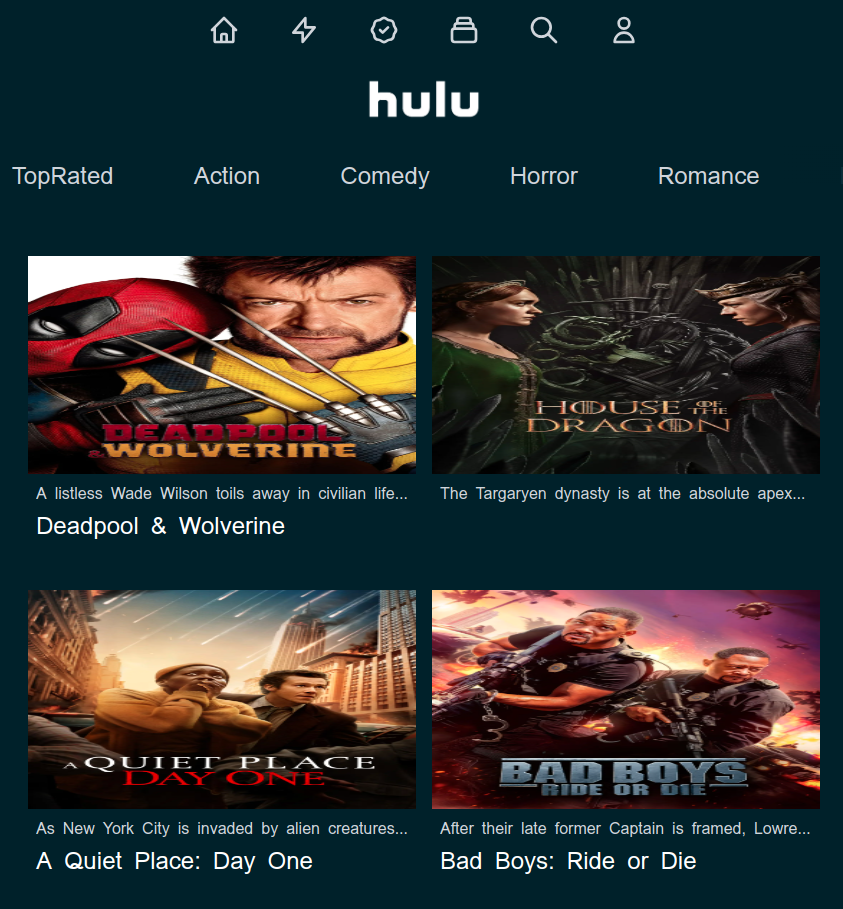 hulu
TopRated Action Comedy Horror Romance
DEADPOOL
& WOLVERINE
HOUSE OF THE
DRAGON
A listless Wade Wilson toils away in civilian life...
The Targaryen dynasty is at the absolute apex...
Deadpool & Wolverine
A QUIET PLACE
DAY ONE
BAD BOYS
RIDE OR DIE
As New York City is invaded by alien creatures...
After their late former Captain is framed, Lowre...
A Quiet Place: Day One
Bad Boys: Ride or Die